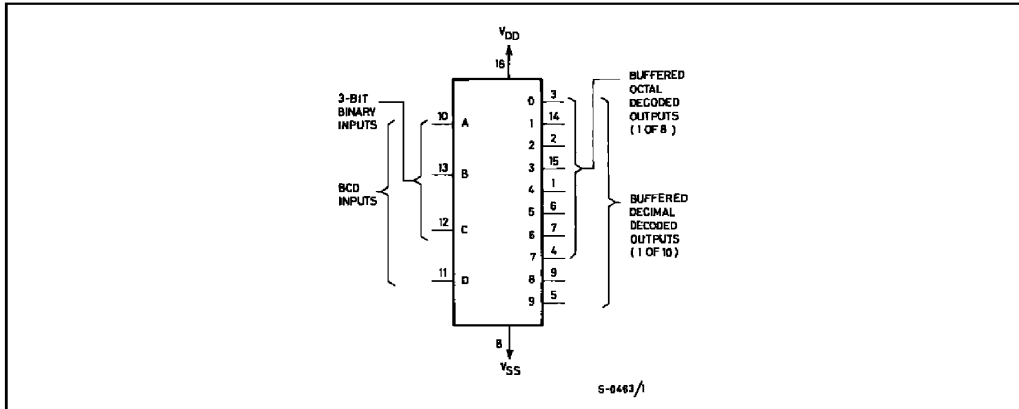 VDD
16
3-BIT
BINARY
INPUTS
BCD
INPUTS
10 A
13 B
12 C
11 D
0 3
1 14
2 2
3 15
4 1
5 6
6 7
7 4
8 9
9 5
BUFFERED
OCTAL
DECODED
OUTPUTS
(1 OF 8)
BUFFERED
DECIMAL
DECODED
OUTPUTS
(1 OF 10)
8
VSS
S-0463/1